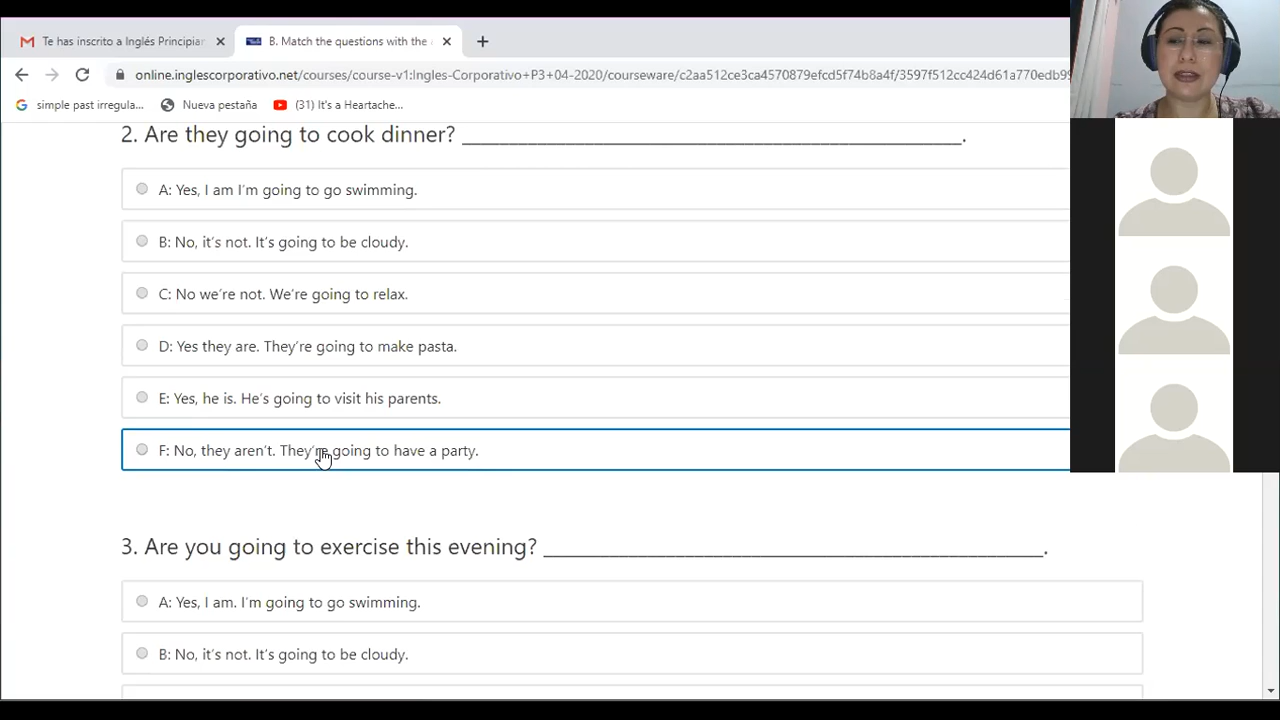 Te has inscrito a Inglés Principian
B. Match the questions with the
online.inglescorporativo.net/courses/course-v1:Ingles-Corporativo+P3+04-2020/courseware/c2aa512ce3ca4570879efcd5f74b8a4f/3597f512cc424d61a770edb99
simple past irregula...
Nueva pestaña
(31) It's a Heartache...
2. Are they going to cook dinner? ____________________________________________.
A: Yes, I am I'm going to go swimming.
B: No, it's not. It's going to be cloudy.
C: No we're not. We're going to relax.
D: Yes they are. They're going to make pasta.
E: Yes, he is. He's going to visit his parents.
F: No, they aren't. They're going to have a party.
3. Are you going to exercise this evening? ____________________________________________.
A: Yes, I am. I'm going to go swimming.
B: No, it's not. It's going to be cloudy.